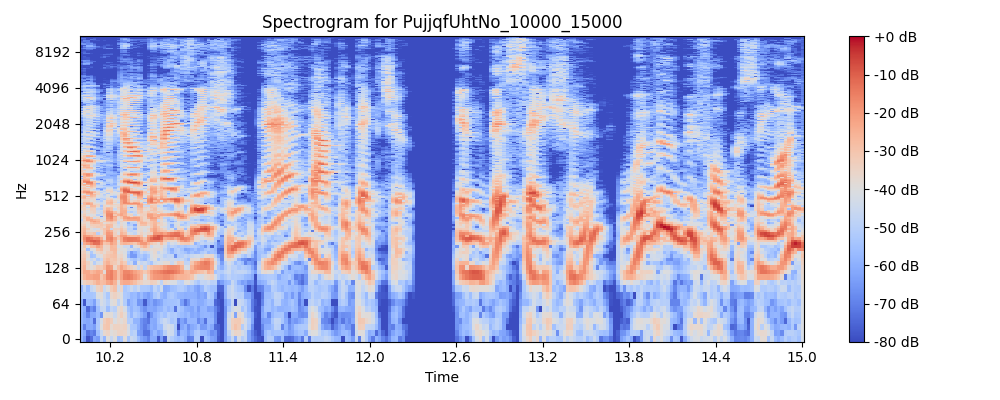 Spectrogram for PujjqfUhtNo_10000_15000
Hz
8192
4096
2048
1024
512
256
128
64
0
10.2 10.8 11.4 12.0 12.6 13.2 13.8 14.4 15.0
Time
+0 dB
-10 dB
-20 dB
-30 dB
-40 dB
-50 dB
-60 dB
-70 dB
-80 dB